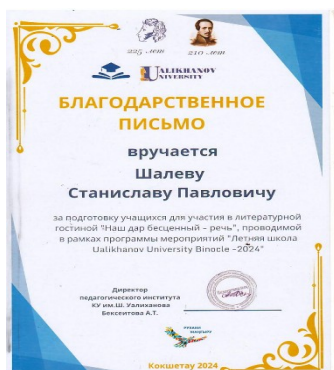 225 лет 210 лет
UALIKHANOV
UNIVERSITY
БЛАГОДАРСТВЕННОЕ
ПИСЬМО
вручается
Шалеву
Станиславу Павловичу
за подготовку учащихся для участия в литературной
гостиной "Наш дар бесценный – речь", проводимой
в рамках программы мероприятий "Летняя школа
Ualikhanov University Binocle –2024"
Директор
педагогического института
КУ им.Ш. Уалиханова
Бексеитова А.Т.
Кокшетау 2024